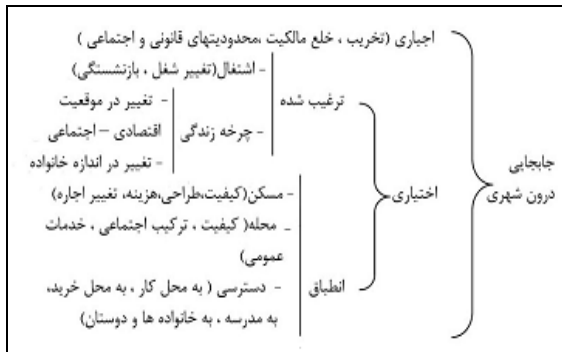 اجباری (تخریب ، خلع مالکیت ،محدودیتهای قانونی و اجتماعی )
- اشتغال(تغییر شغل ، بازنشستگی)
ترغیب شده
- تغییر در موقعیت
اقتصادی – اجتماعی
- چرخه زندگی
- تغییر در اندازه خانواده
جابجایی
درون شهری
اختیاری
- مسکن(کیفیت،طراحی،هزینه، تغییر اجاره)
- محله( کیفیت ، ترکیب اجتماعی ، خدمات
عمومی)
انطباق
- دسترسی ( به محل کار ، به محل خرید،
به مدرسه ، به خانواده ها و دوستان)